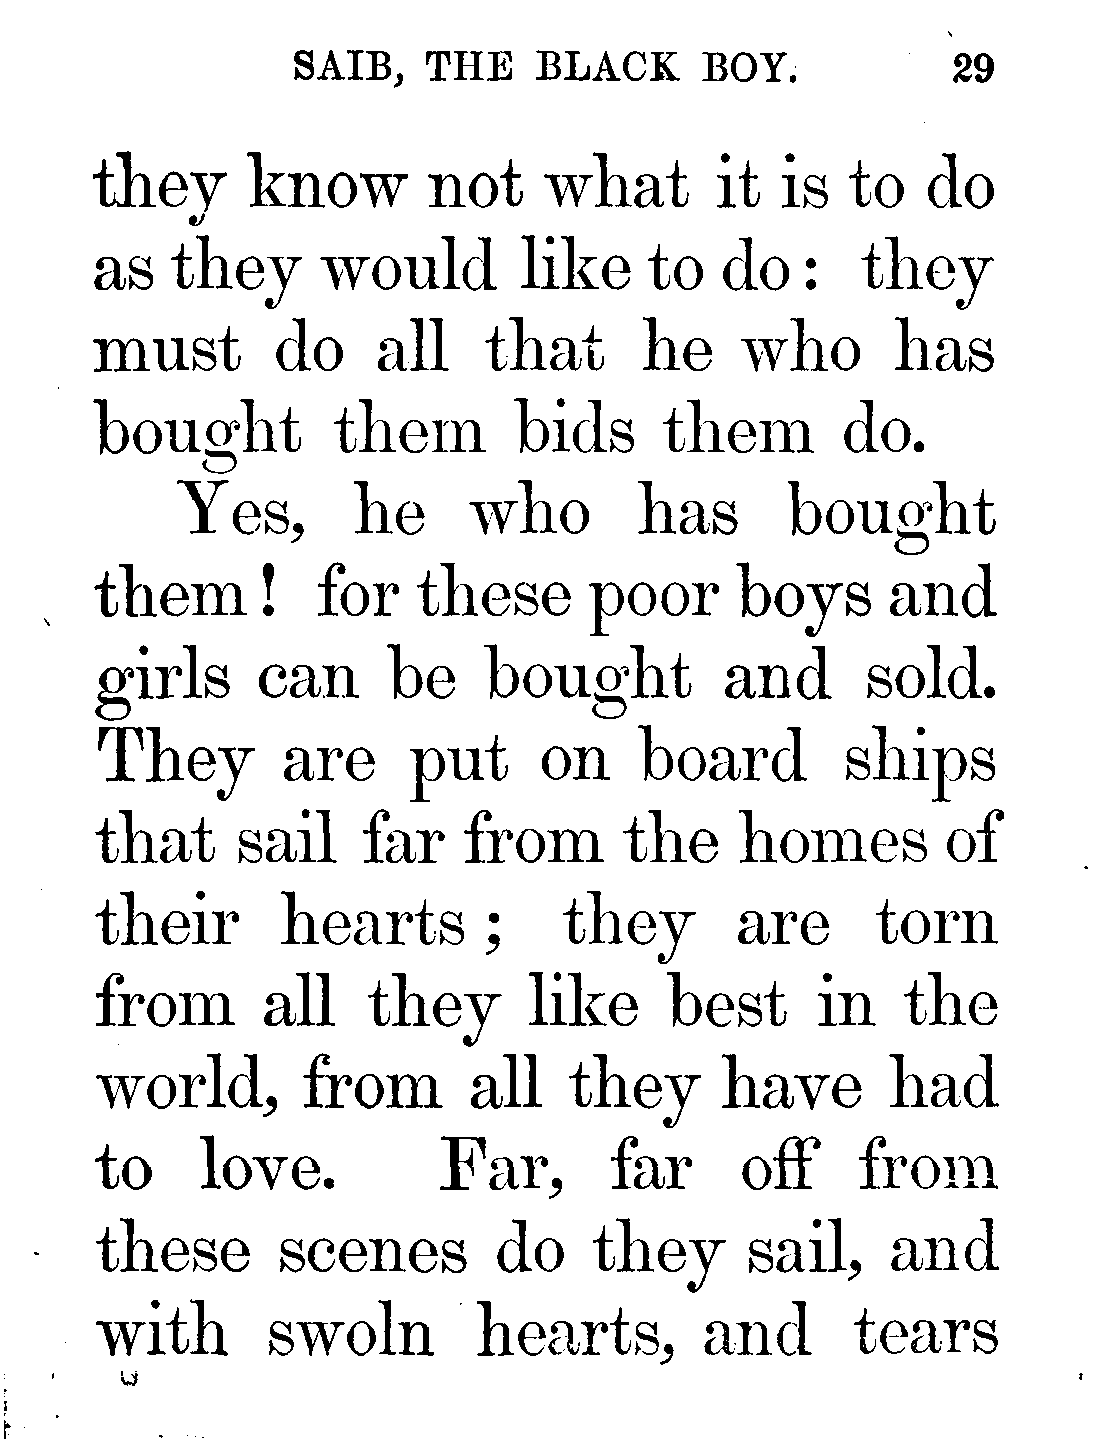 SAIB, THE BLACK BOY. 29
they know not what it is to do
as they would like to do: they
must do all that he who has
bought them bids them do.
Yes, he who has bought
them! for these poor boys and
girls can be bought and sold.
They are put on board ships
that sail far from the homes of
their hearts; they are torn
from all they like best in the
world, from all they have had
to love. Far, far off from
these scenes do they sail, and
with swoln hearts, and tears
3